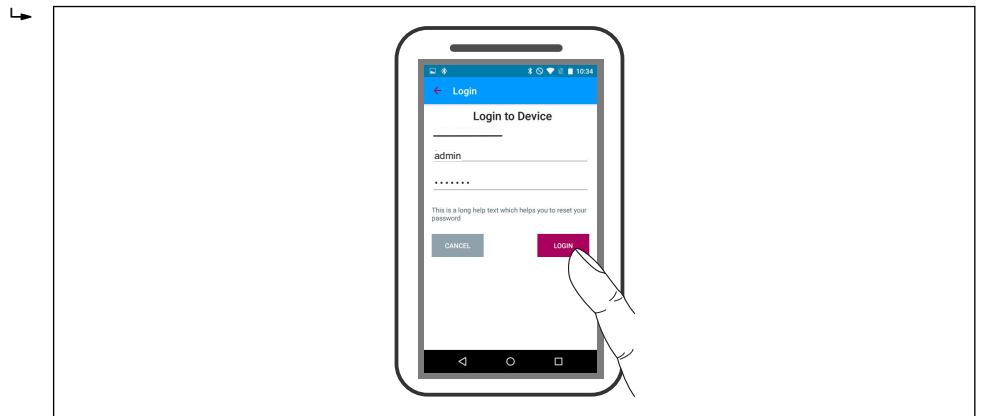 10:34
Login
Login to Device
admin
.......
This is a long help text which helps you to reset your
password
CANCEL LOGIN